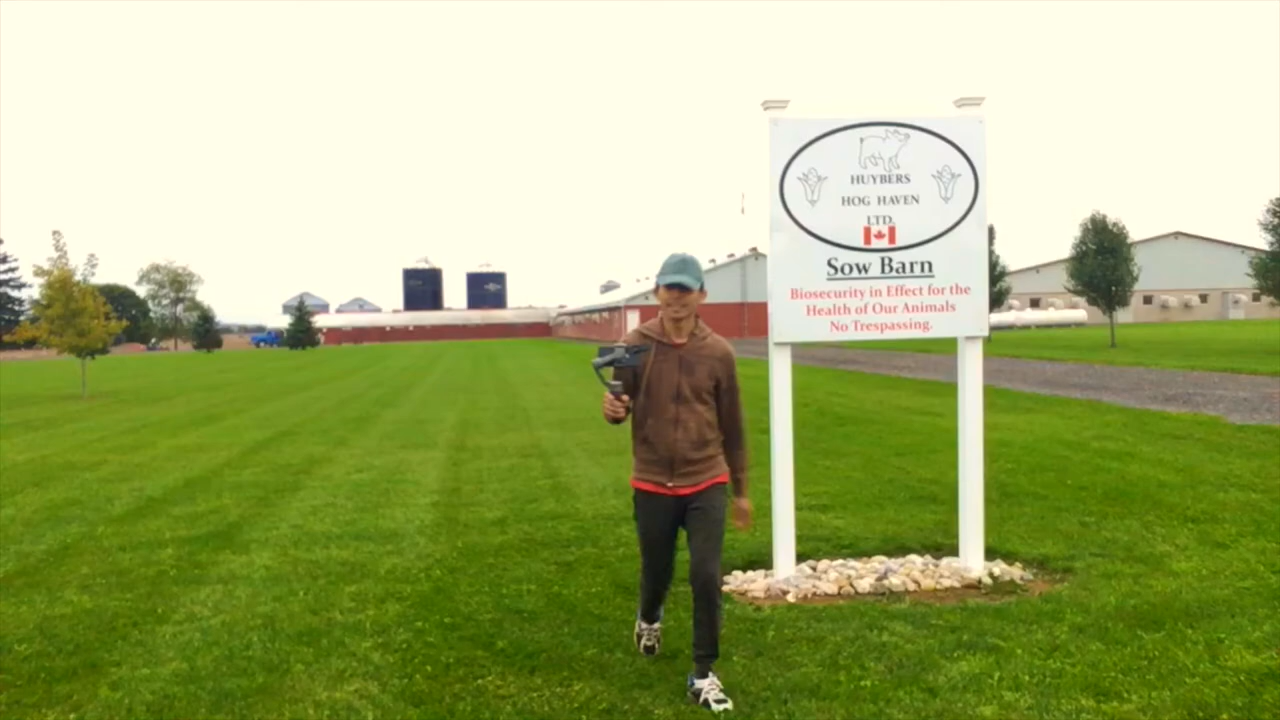 HUYBERS
HOG HAVEN
LTD.
Sow Barn
Biosecurity in Effect for the
Health of Our Animals
No Trespassing.